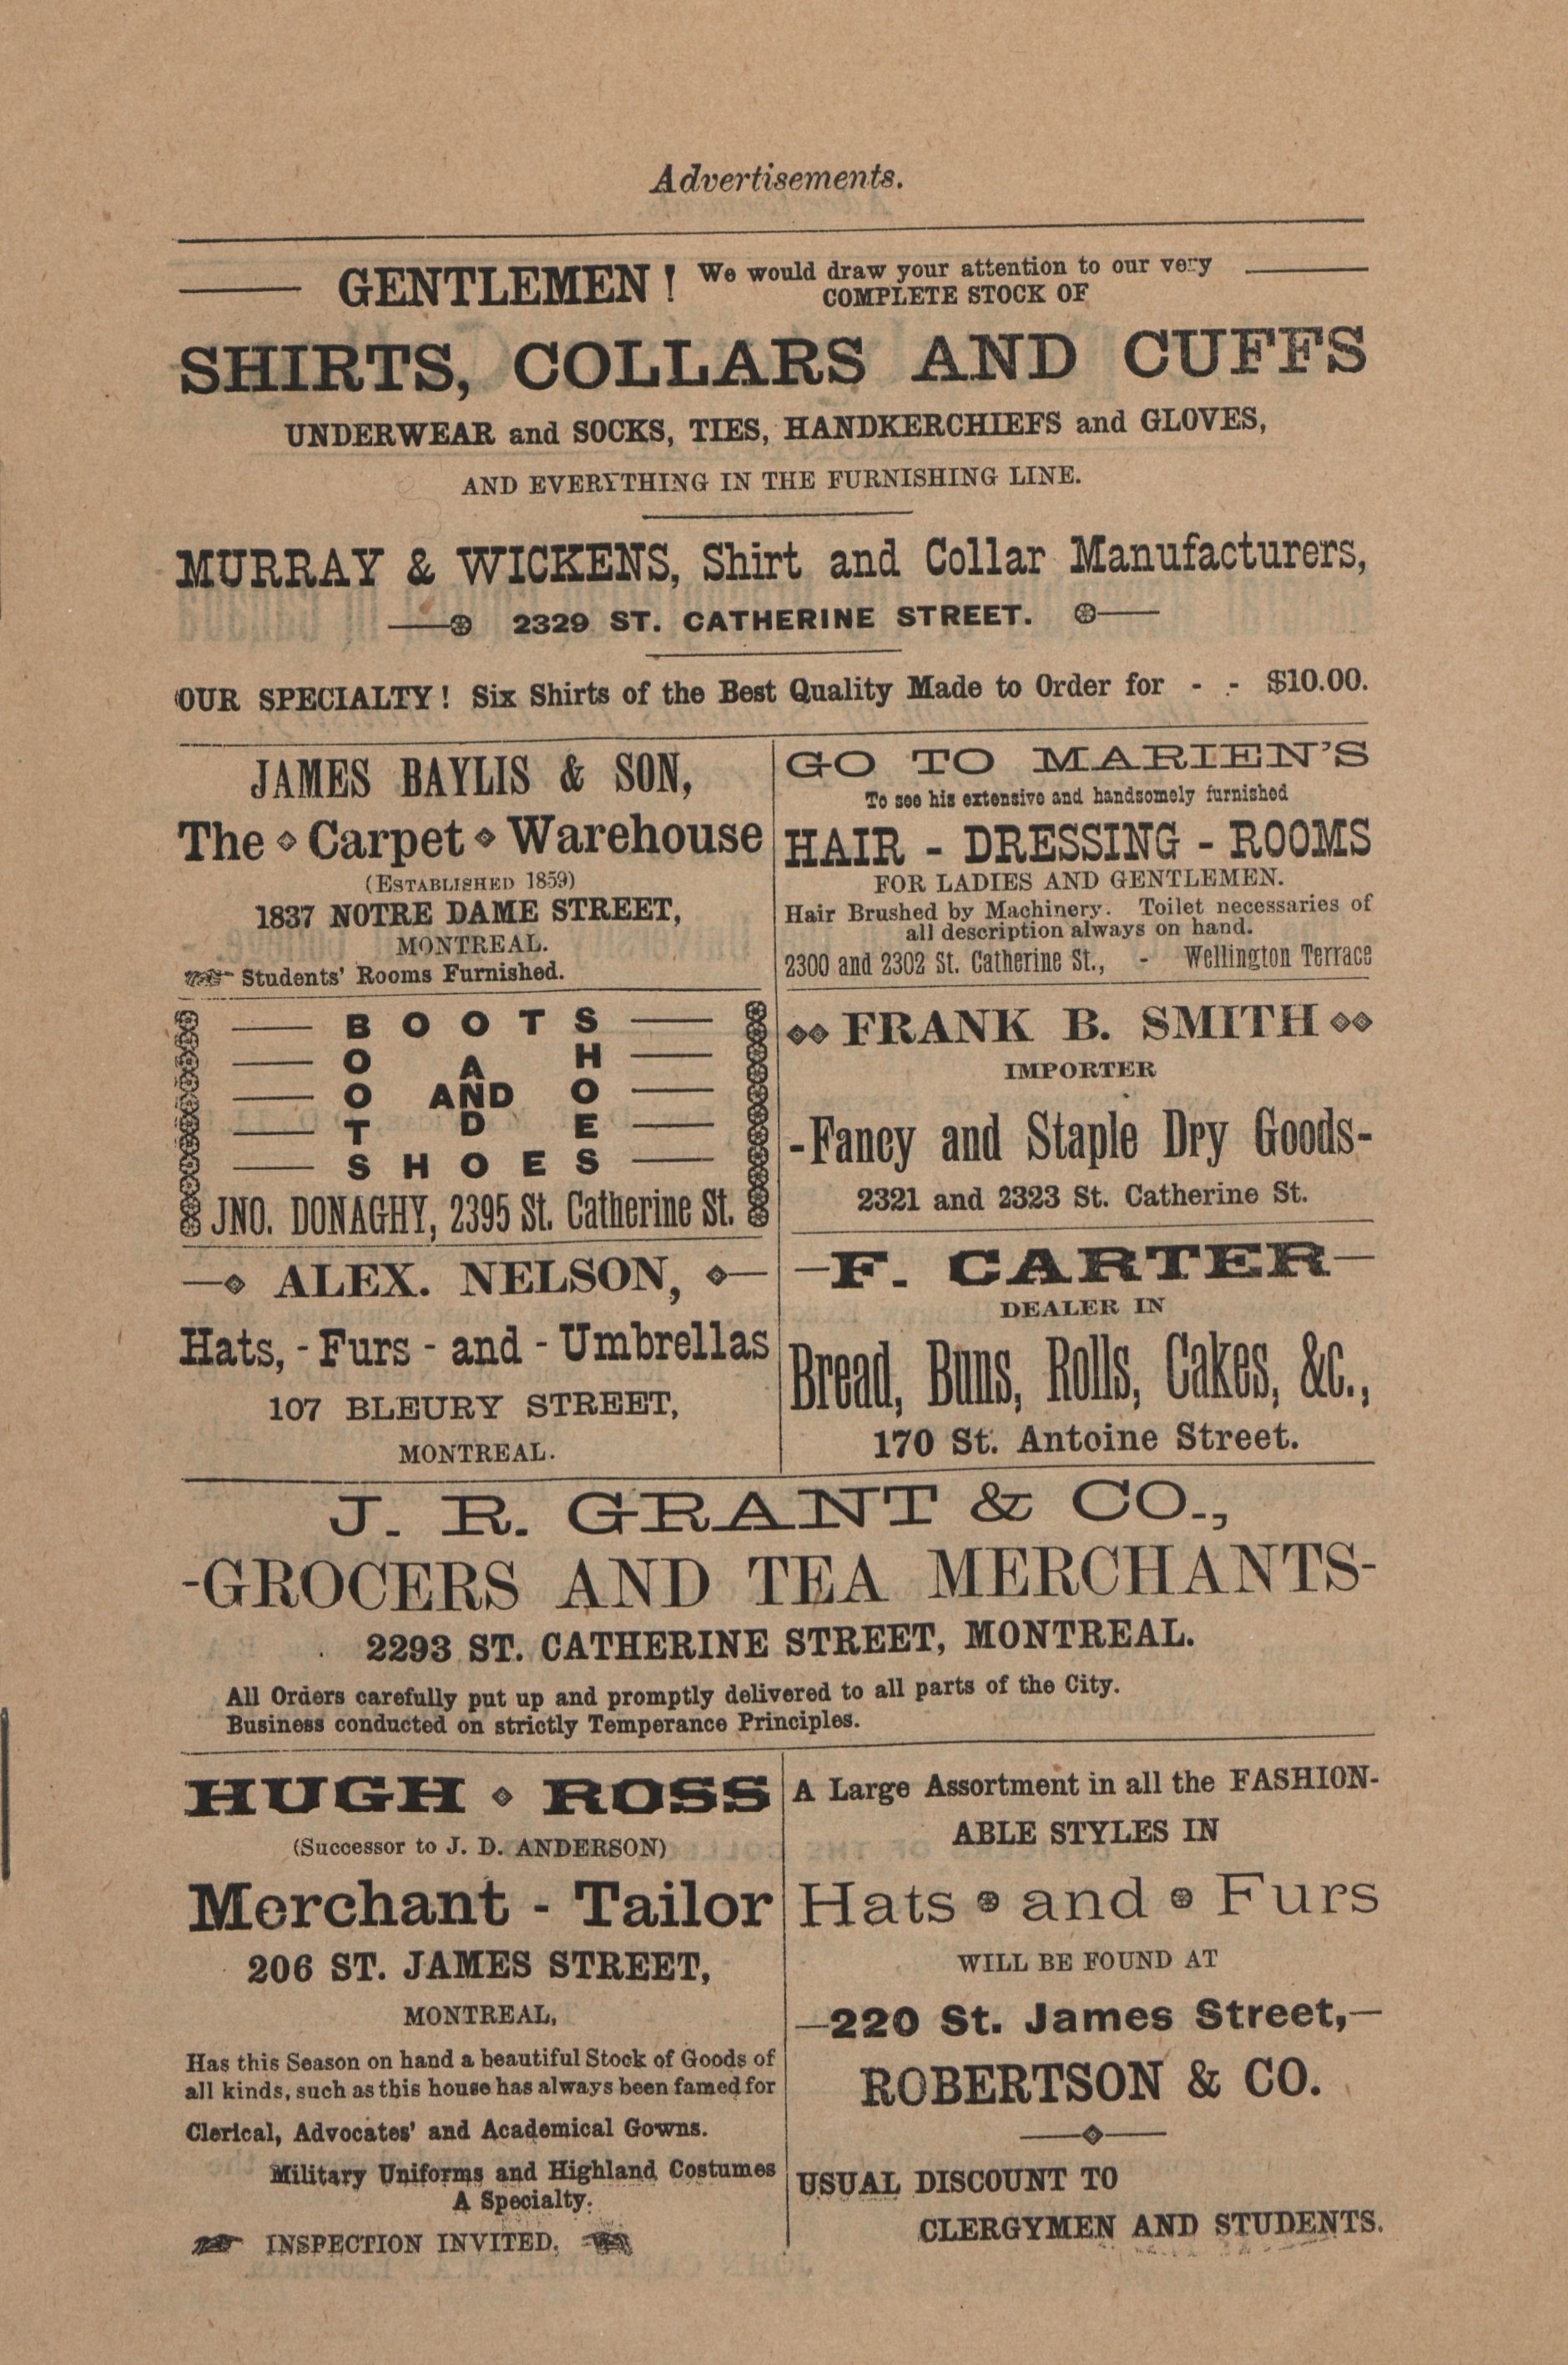 Advertisements.
GENTLEMEN! We would draw your attention to our very
COMPLETE STOCK OF
SHIRTS, COLLARS AND CUFFS
UNDERWEAR and SOCKS, TIES, HANDKERCHIEFS and GLOVES,
AND EVERYTHING IN THE FURNISHING LINE.
MURRAY & WICKENS, Shirt and Collar Manufacturers,
2329 ST. CATHERINE STREET.
OUR SPECIALTY! Six Shirts of the Best Quality Made to Order for - - $10.00.
JAMES BAYLIS & SON,
The Carpet Warehouse
(ESTABLISHED 1859)
1837 NOTRE DAME STREET,
MONTREAL.
Students' Rooms Furnished.
GO TO MARIEN'S
To see his extensive and handsomely furnished
HAIR - DRESSING - ROOMS
FOR LADIES AND GENTLEMEN.
Hair Brushed by Machinery. Toilet necessaries of
all description always on hand.
2300 and 2302 St. Catherine St., - Wellington Terrace
B O O T S
O A H
O AND O
T D E
S H O E S
JNO. DONAGHY, 2395 St. Catherine St.
FRANK B. SMITH
IMPORTER
-Fancy and Staple Dry Goods-
2321 and 2323 St. Catherine St.
ALEX. NELSON,
Hats, - Furs - and - Umbrellas
107 BLEURY STREET,
MONTREAL.
—F. CARTER—
DEALER IN
Bread, Buns, Rolls, Cakes, &c.,
170 St. Antoine Street.
J. R. GRANT & CO.,
-GROCERS AND TEA MERCHANTS-
2293 ST. CATHERINE STREET, MONTREAL.
All Orders carefully put up and promptly delivered to all parts of the City.
Business conducted on strictly Temperance Principles.
HUGH ROSS
(Successor to J. D. ANDERSON)
Merchant - Tailor
206 ST. JAMES STREET,
MONTREAL,
Has this Season on hand a beautiful Stock of Goods of
all kinds, such as this house has always been famed for
Clerical, Advocates' and Academical Gowns.
Military Uniforms and Highland Costumes
A Specialty.
INSPECTION INVITED.
A Large Assortment in all the FASHION-
ABLE STYLES IN
Hats and Furs
WILL BE FOUND AT
—220 St. James Street,—
ROBERTSON & CO.
USUAL DISCOUNT TO
CLERGYMEN AND STUDENTS.